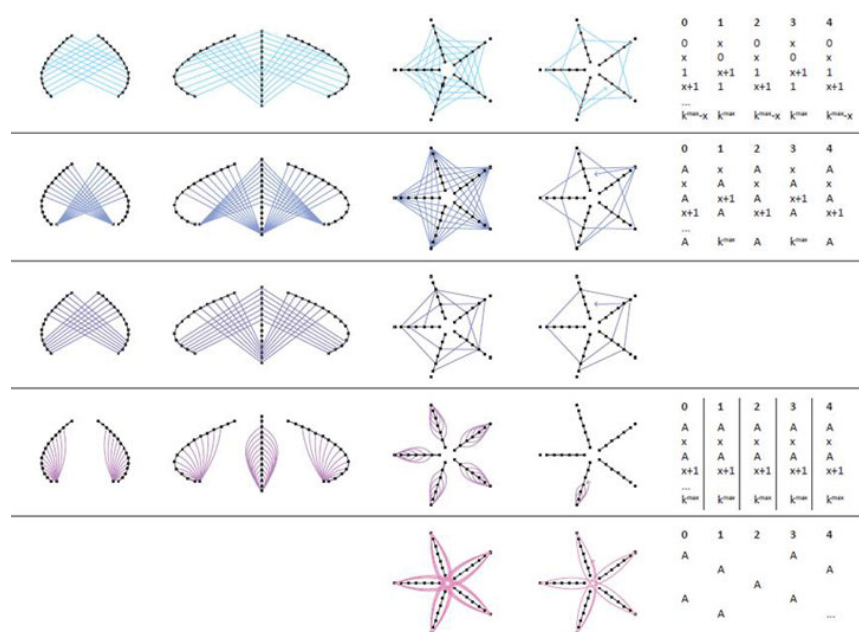 0 1 2 3 4
0 x 0 x 0
x 0 x 0 x
1 x+1 1 x+1 1
x+1 1 x+1 1 x+1
...
kmax-x kmax kmax-x kmax kmax-x
0 1 2 3 4
A x A x A
x A x A x
A x+1 A x+1 A
x+1 A x+1 A x+1
...
A kmax A kmax A
0 1 2 3 4
A A A A A
x x x x x
A A A A A
x+1 x+1 x+1 x+1 x+1
...
kmax kmax kmax kmax kmax
0 1 2 3 4
A A
A A
A
A A
A ...